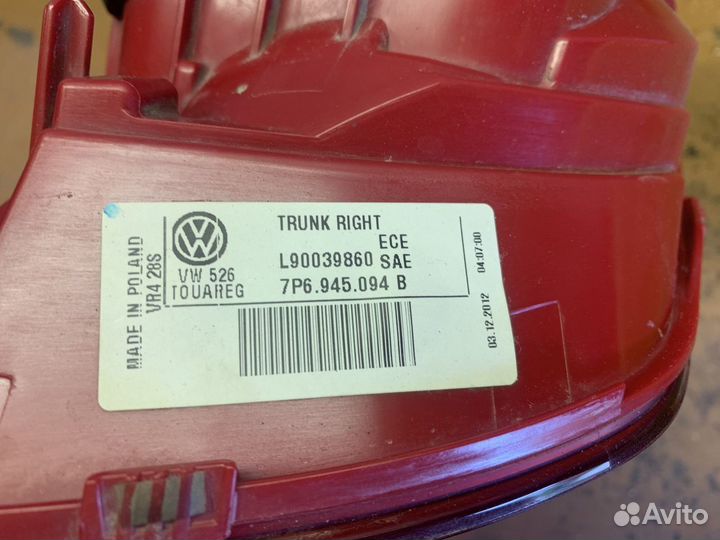 MADE IN POLAND
VR4 28S
VW 526
TOUAREG
TRUNK RIGHT
ECE
L90039860 SAE
7P6.945.094 B
03.12.2012 04:07:00
Avito